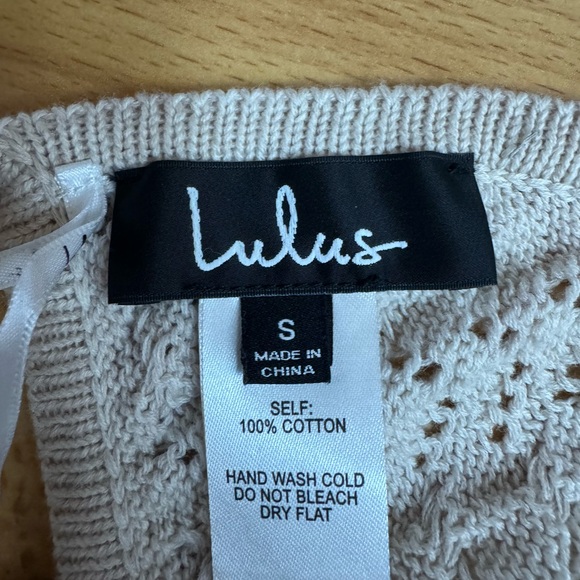 Lulus
S
MADE IN
CHINA
SELF:
100% COTTON
HAND WASH COLD
DO NOT BLEACH
DRY FLAT